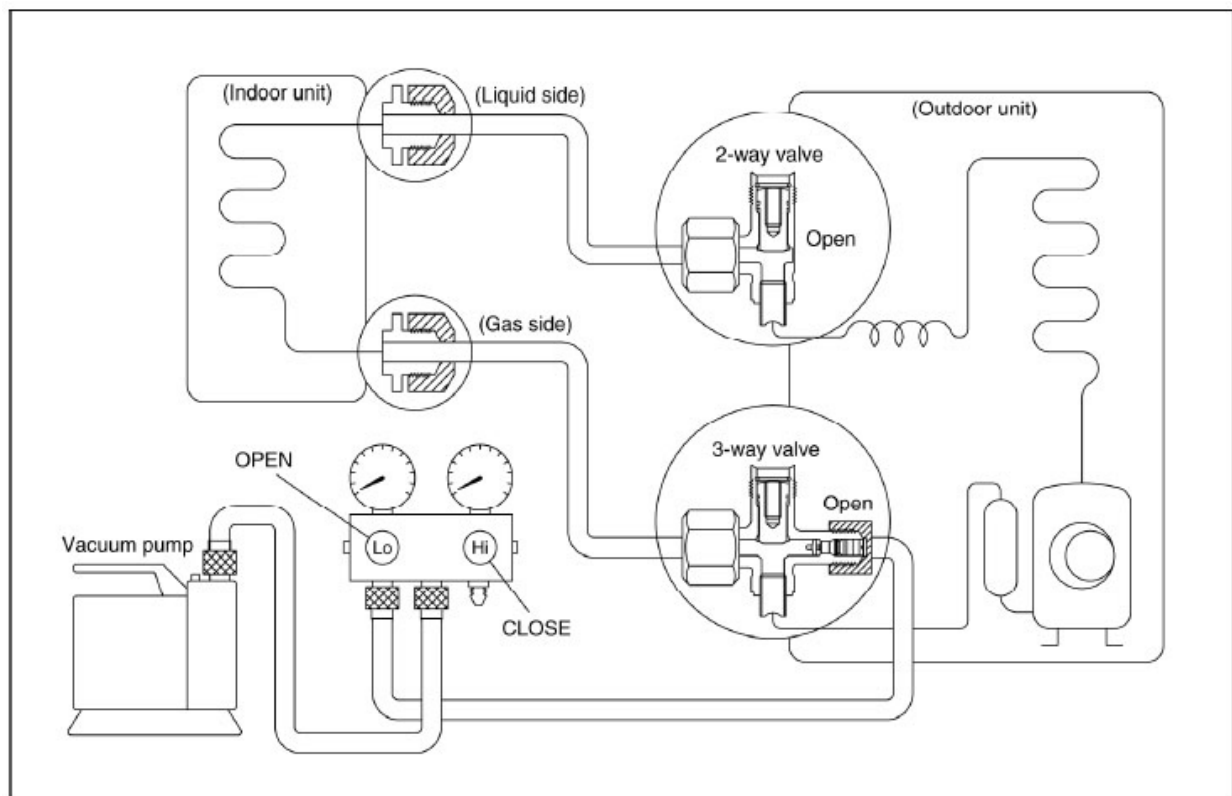 (Indoor unit)
(Liquid side)
(Outdoor unit)
2-way valve
Open
(Gas side)
3-way valve
Open
OPEN
Lo
Hi
Vacuum pump
CLOSE